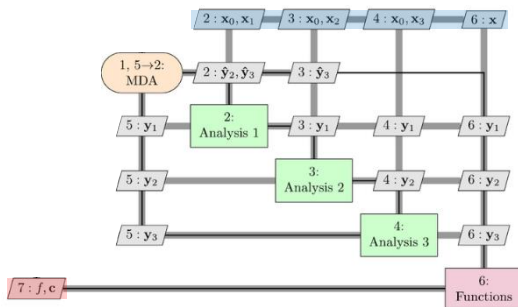 2 : x₀, x₁ 3 : x₀, x₂ 4 : x₀, x₃ 6 : x
1, 5→2:
MDA
2 : ŷ₂, ŷ₃ 3 : ŷ₃
5 : y₁
2:
Analysis 1
3 : y₁ 4 : y₁ 6 : y₁
5 : y₂
3:
Analysis 2
4 : y₂ 6 : y₂
5 : y₃
4:
Analysis 3
6 : y₃
7 : f, c
6:
Functions